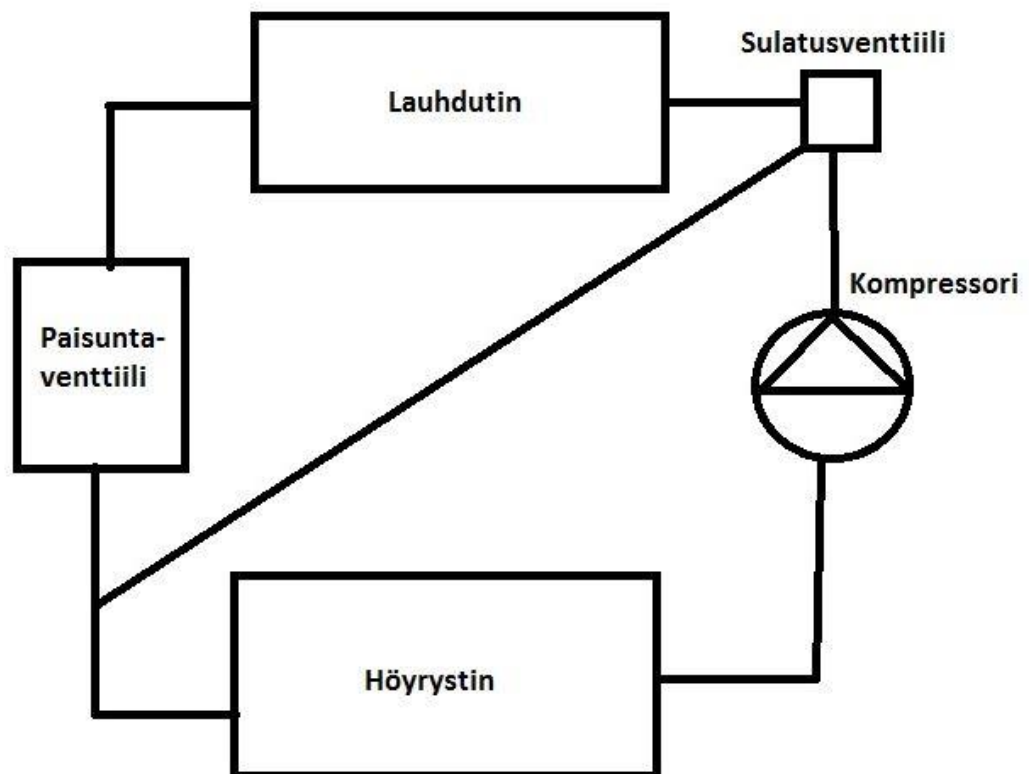 Sulatusventtiili
Lauhdutin
Kompressori
Paisunta-
venttiili
Höyrystin